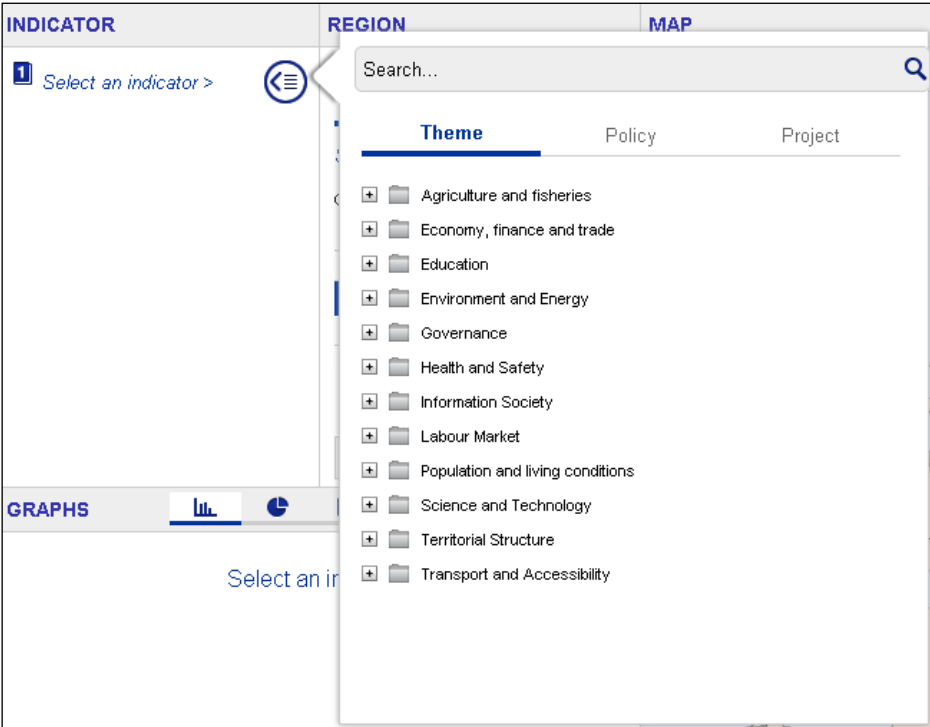 INDICATOR
REGION
MAP
1
Select an indicator >
Search...
Theme
Policy
Project
Agriculture and fisheries
Economy, finance and trade
Education
Environment and Energy
Governance
Health and Safety
Information Society
Labour Market
Population and living conditions
Science and Technology
Territorial Structure
Transport and Accessibility
GRAPHS
Select an